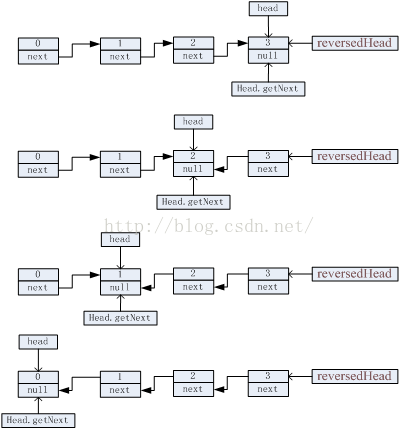 head
0 1 2 3 reversedHead
next next next null
Head.getNext
head
0 1 2 3 reversedHead
next next null next
Head.getNext
http://blog.csdn.net/
head
0 1 2 3 reversedHead
next null next next
Head.getNext
head
0 1 2 3 reversedHead
null next next next
Head.getNext